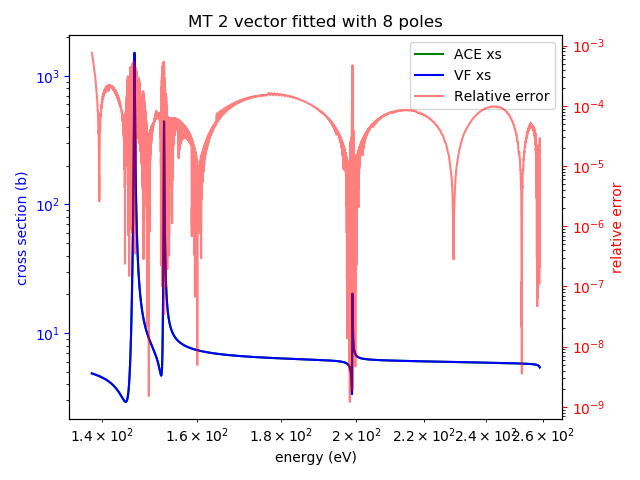 MT 2 vector fitted with 8 poles
ACE xs
VF xs
Relative error
cross section (b)
10³
10²
10¹
relative error
10⁻³
10⁻⁴
10⁻⁵
10⁻⁶
10⁻⁷
10⁻⁸
10⁻⁹
1.4 × 10² 1.6 × 10² 1.8 × 10² 2 × 10² 2.2 × 10² 2.4 × 10² 2.6 × 10²
energy (eV)